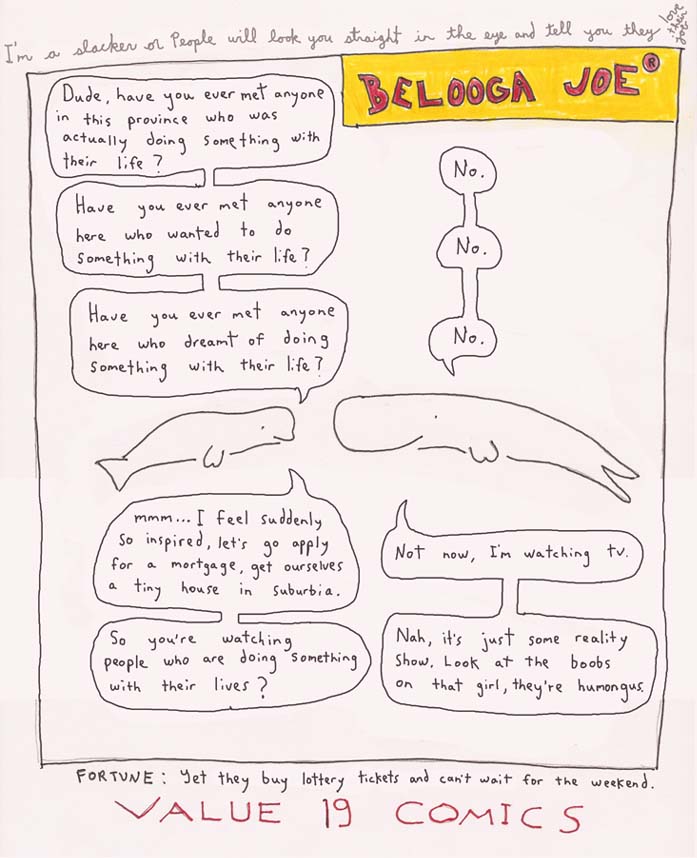 I'm a slacker or People will look you straight in the eye and tell you they love their job
BELOOGA JOE®
Dude, have you ever met anyone
in this province who was
actually doing something with
their life?
Have you ever met anyone
here who wanted to do
something with their life?
Have you ever met anyone
here who dreamt of doing
something with their life?
No.
No.
No.
mmm... I feel suddenly
so inspired, let's go apply
for a mortgage, get ourselves
a tiny house in suburbia.
Not now, I'm watching tv.
So you're watching
people who are doing something
with their lives?
Nah, it's just some reality
show. Look at the boobs
on that girl, they're humongus.
FORTUNE: Yet they buy lottery tickets and can't wait for the weekend.
VALUE 19 COMICS